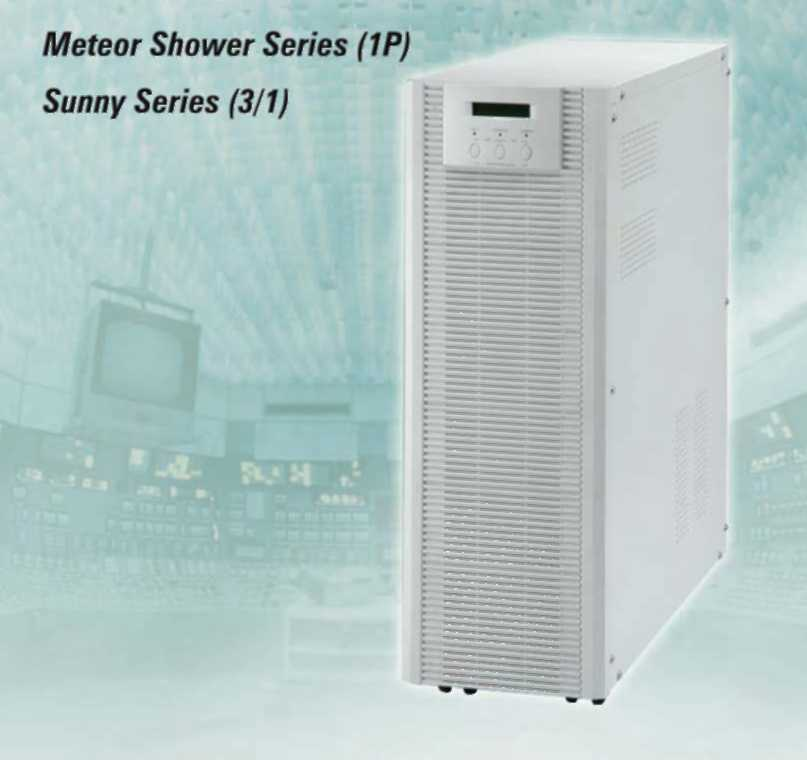 Meteor Shower Series (1P)
Sunny Series (3/1)